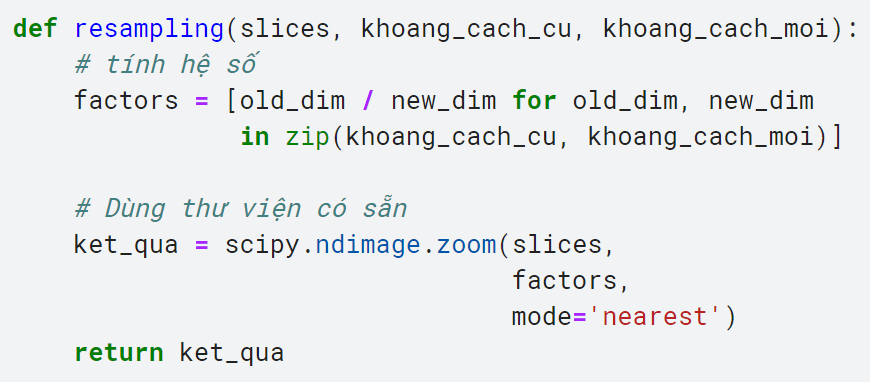 def resampling(slices, khoang_cach_cu, khoang_cach_moi):
    # tính hệ số
    factors = [old_dim / new_dim for old_dim, new_dim
               in zip(khoang_cach_cu, khoang_cach_moi)]
    # Dùng thư viện có sẵn
    ket_qua = scipy.ndimage.zoom(slices,
                                 factors,
                                 mode='nearest')
    return ket_qua